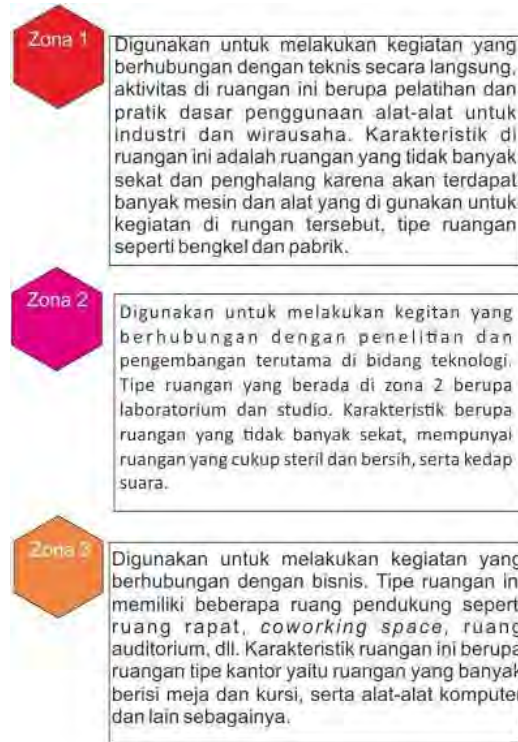 Zona 1
Digunakan untuk melakukan kegiatan yang
berhubungan dengan teknis secara langsung,
aktivitas di ruangan ini berupa pelatihan dan
pratik dasar penggunaan alat-alat untuk
industri dan wirausaha. Karakteristik di
ruangan ini adalah ruangan yang tidak banyak
sekat dan penghalang karena akan terdapat
banyak mesin dan alat yang di gunakan untuk
kegiatan di rungan tersebut, tipe ruangan
seperti bengkel dan pabrik.
Zona 2
Digunakan untuk melakukan kegitan yang
berhubungan dengan penelitian dan
pengembangan terutama di bidang teknologi.
Tipe ruangan yang berada di zona 2 berupa
laboratorium dan studio. Karakteristik berupa
ruangan yang tidak banyak sekat, mempunyai
ruangan yang cukup steril dan bersih, serta kedap
suara.
Zona 3
Digunakan untuk melakukan kegiatan yang
berhubungan dengan bisnis. Tipe ruangan in
memiliki beberapa ruang pendukung sepert
ruang rapat, coworking space, ruang
auditorium, dll. Karakteristik ruangan ini berupa
ruangan tipe kantor yaitu ruangan yang banyak
berisi meja dan kursi, serta alat-alat komputer
dan lain sebagainya.